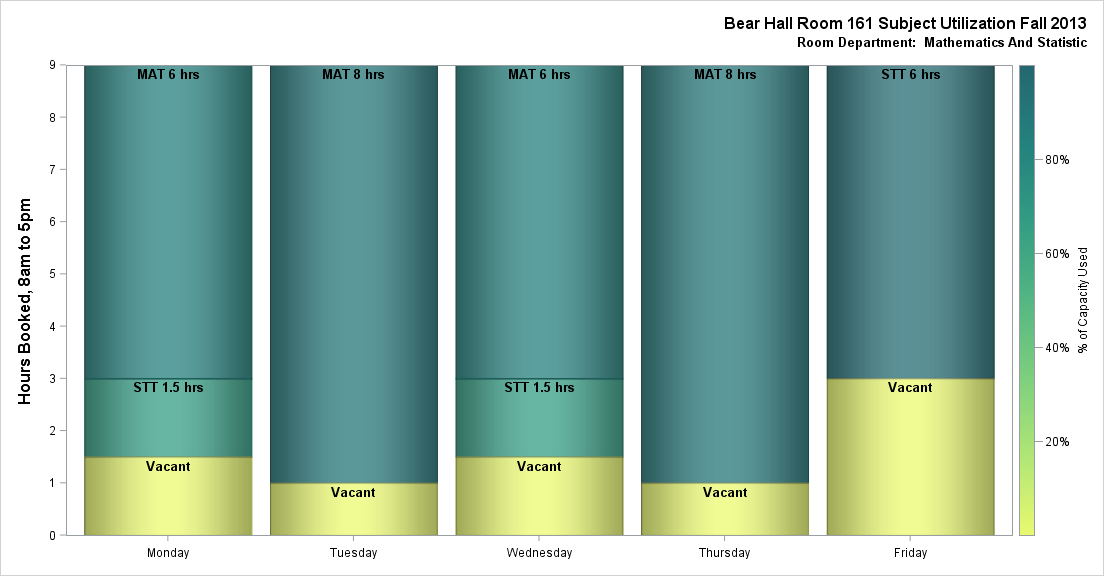 Bear Hall Room 161 Subject Utilization Fall 2013
Room Department:  Mathematics And Statistic
Hours Booked, 8am to 5pm
9
8
7
6
5
4
3
2
1
0
MAT 6 hrs
STT 1.5 hrs
Vacant
MAT 8 hrs
Vacant
MAT 6 hrs
STT 1.5 hrs
Vacant
MAT 8 hrs
Vacant
STT 6 hrs
Vacant
Monday
Tuesday
Wednesday
Thursday
Friday
80%
60%
40%
20%
% of Capacity Used